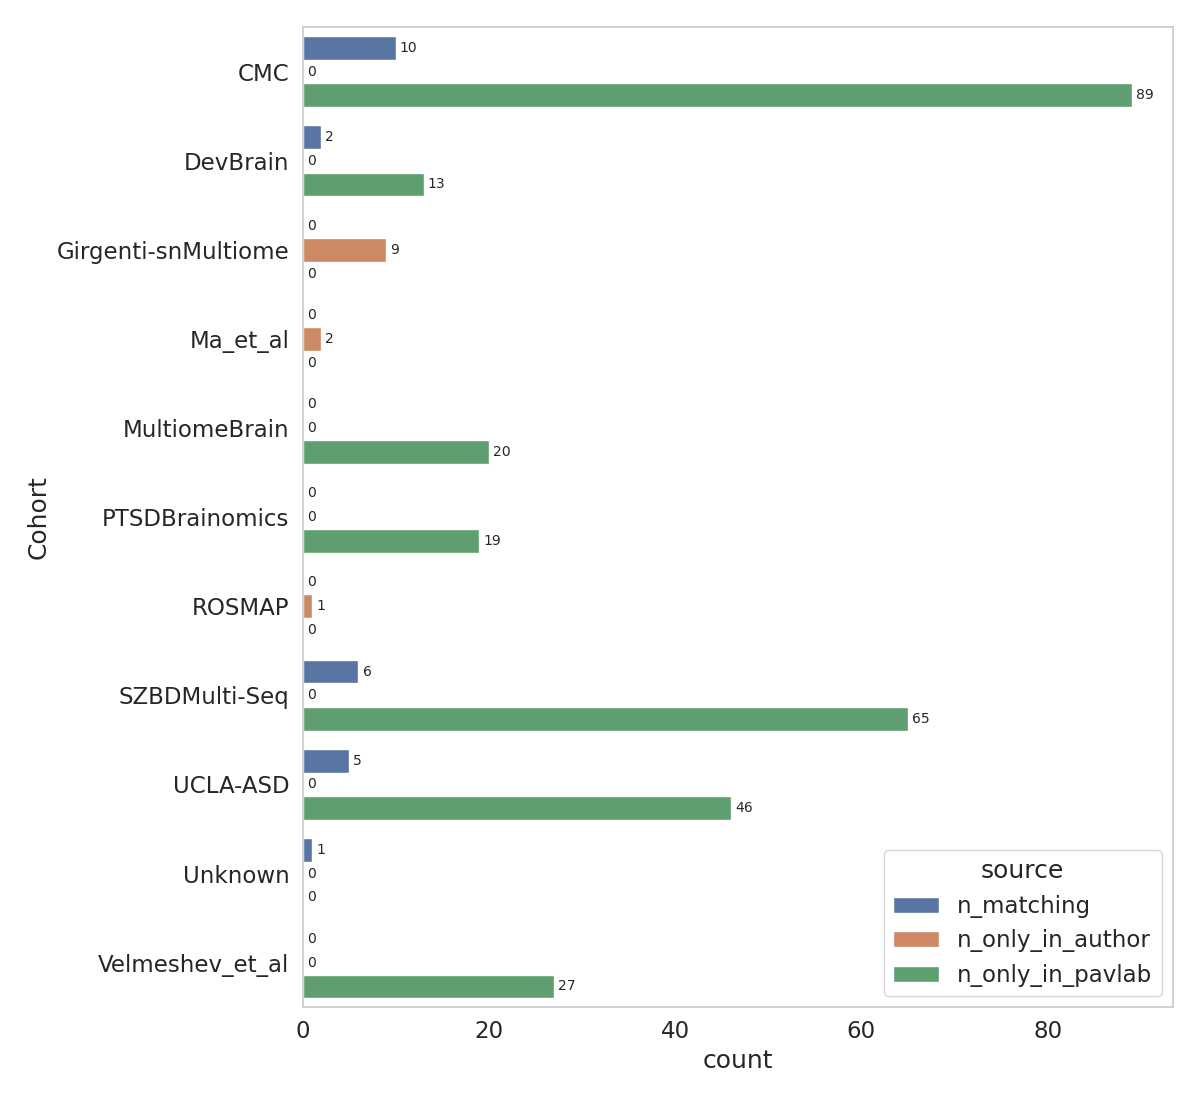 CMC
10
0
89
DevBrain
2
0
13
Girgenti-snMultiome
0
9
0
Ma_et_al
0
2
0
MultiomeBrain
0
0
20
PTSDBrainomics
0
0
19
ROSMAP
0
1
0
SZBDMulti-Seq
6
0
65
UCLA-ASD
5
0
46
Unknown
1
0
0
Velmeshev_et_al
0
0
27
Cohort
source
n_matching
n_only_in_author
n_only_in_pavlab
0 20 40 60 80
count